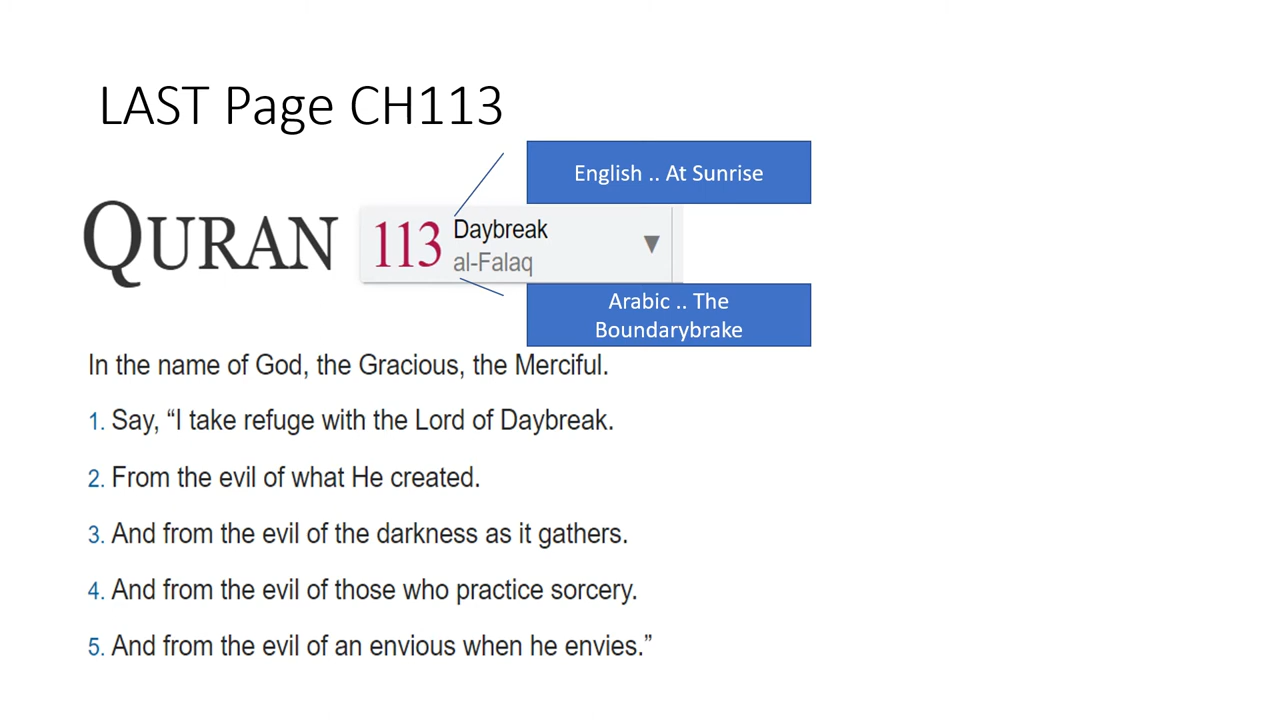 LAST Page CH113
English .. At Sunrise
QURAN
113
Daybreak
al-Falaq
Arabic .. The
Boundarybrake
In the name of God, the Gracious, the Merciful.
1. Say, “I take refuge with the Lord of Daybreak.
2. From the evil of what He created.
3. And from the evil of the darkness as it gathers.
4. And from the evil of those who practice sorcery.
5. And from the evil of an envious when he envies.”